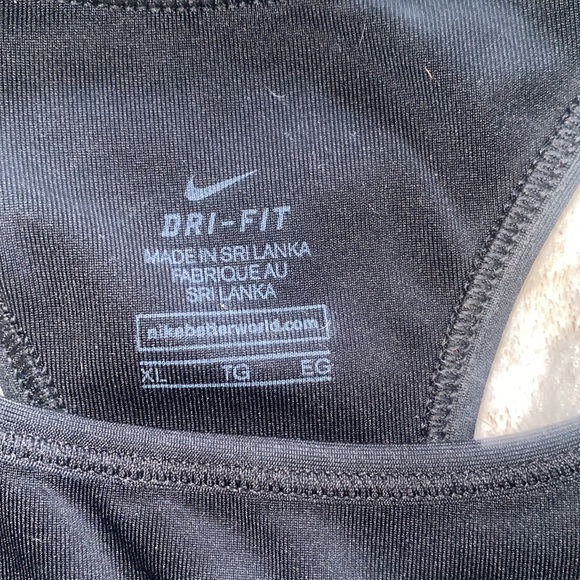 DRI-FIT
MADE IN SRI LANKA
FABRIQUE AU
SRI LANKA
nikebetterworld.com
XL TG EG